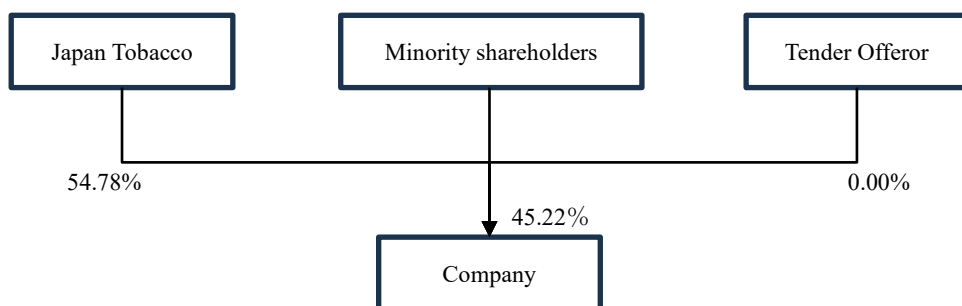 Japan Tobacco
Minority shareholders
Tender Offeror
54.78%
0.00%
45.22%
Company